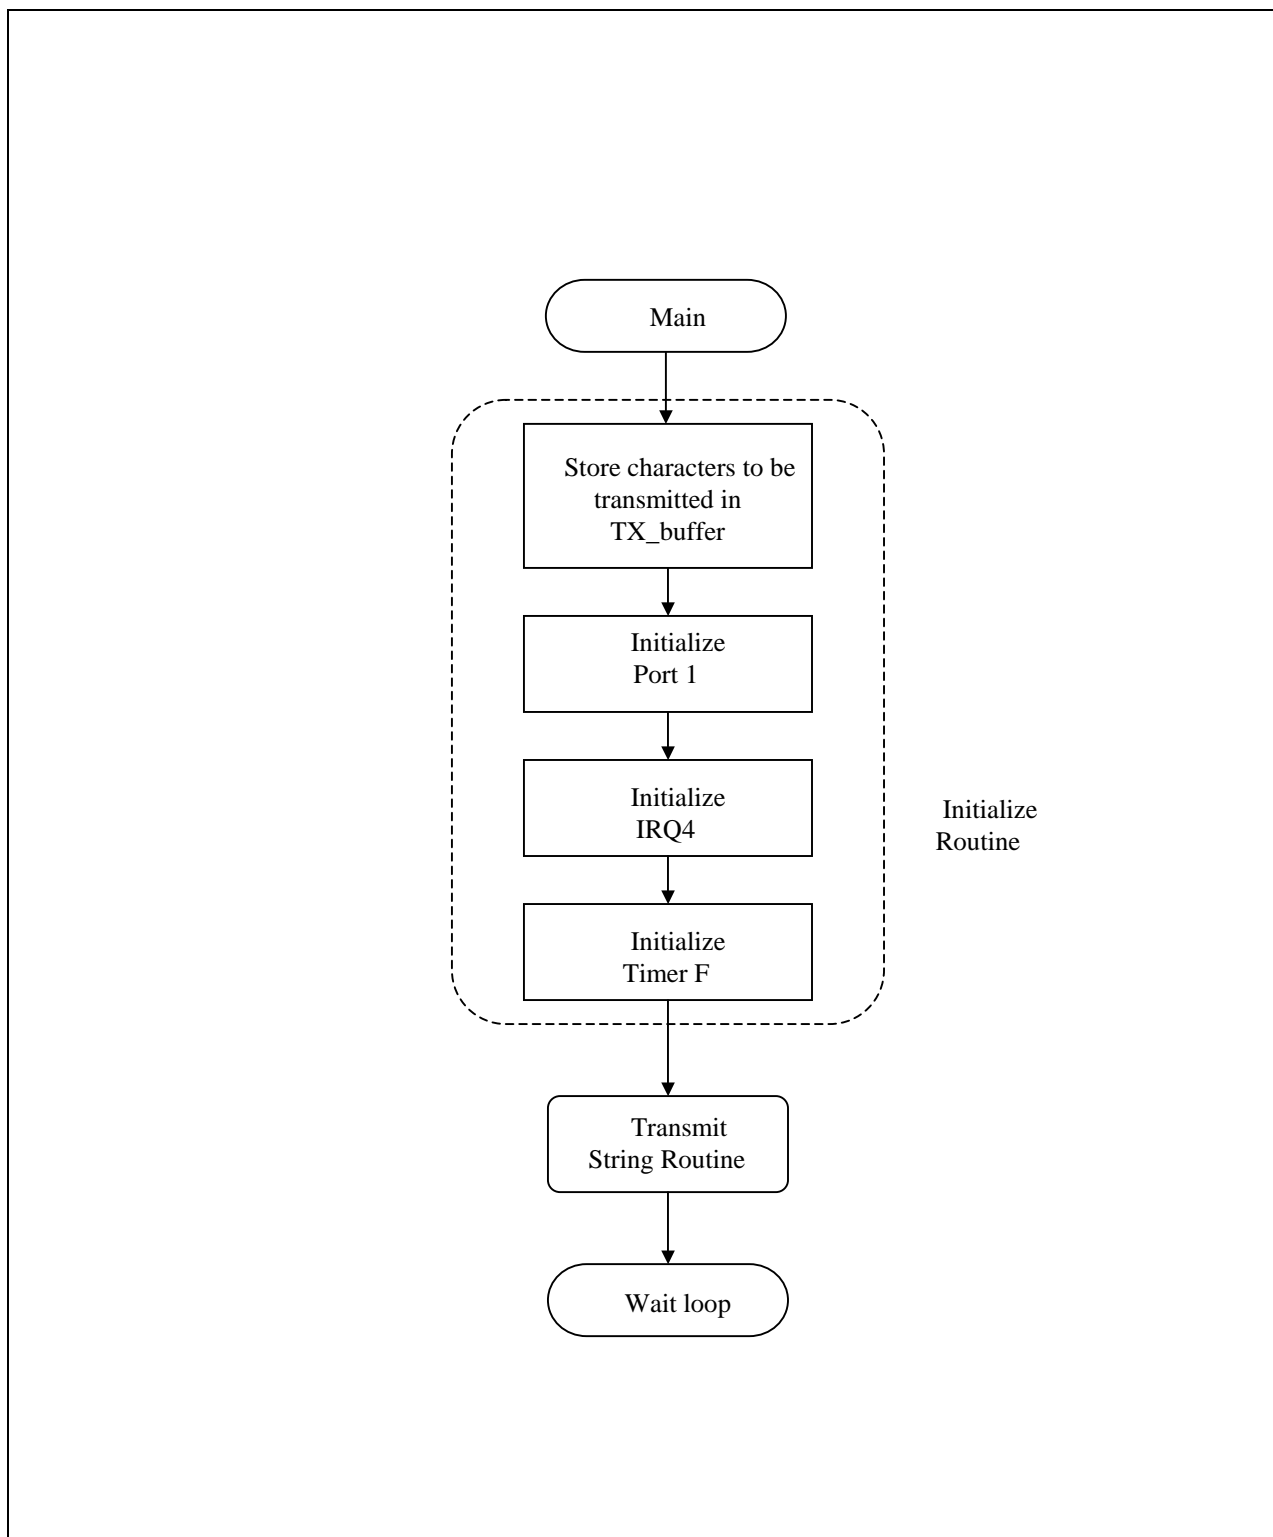 Main
Store characters to be
transmitted in
TX_buffer
Initialize
Port 1
Initialize
IRQ4
Initialize
Routine
Initialize
Timer F
Transmit
String Routine
Wait loop